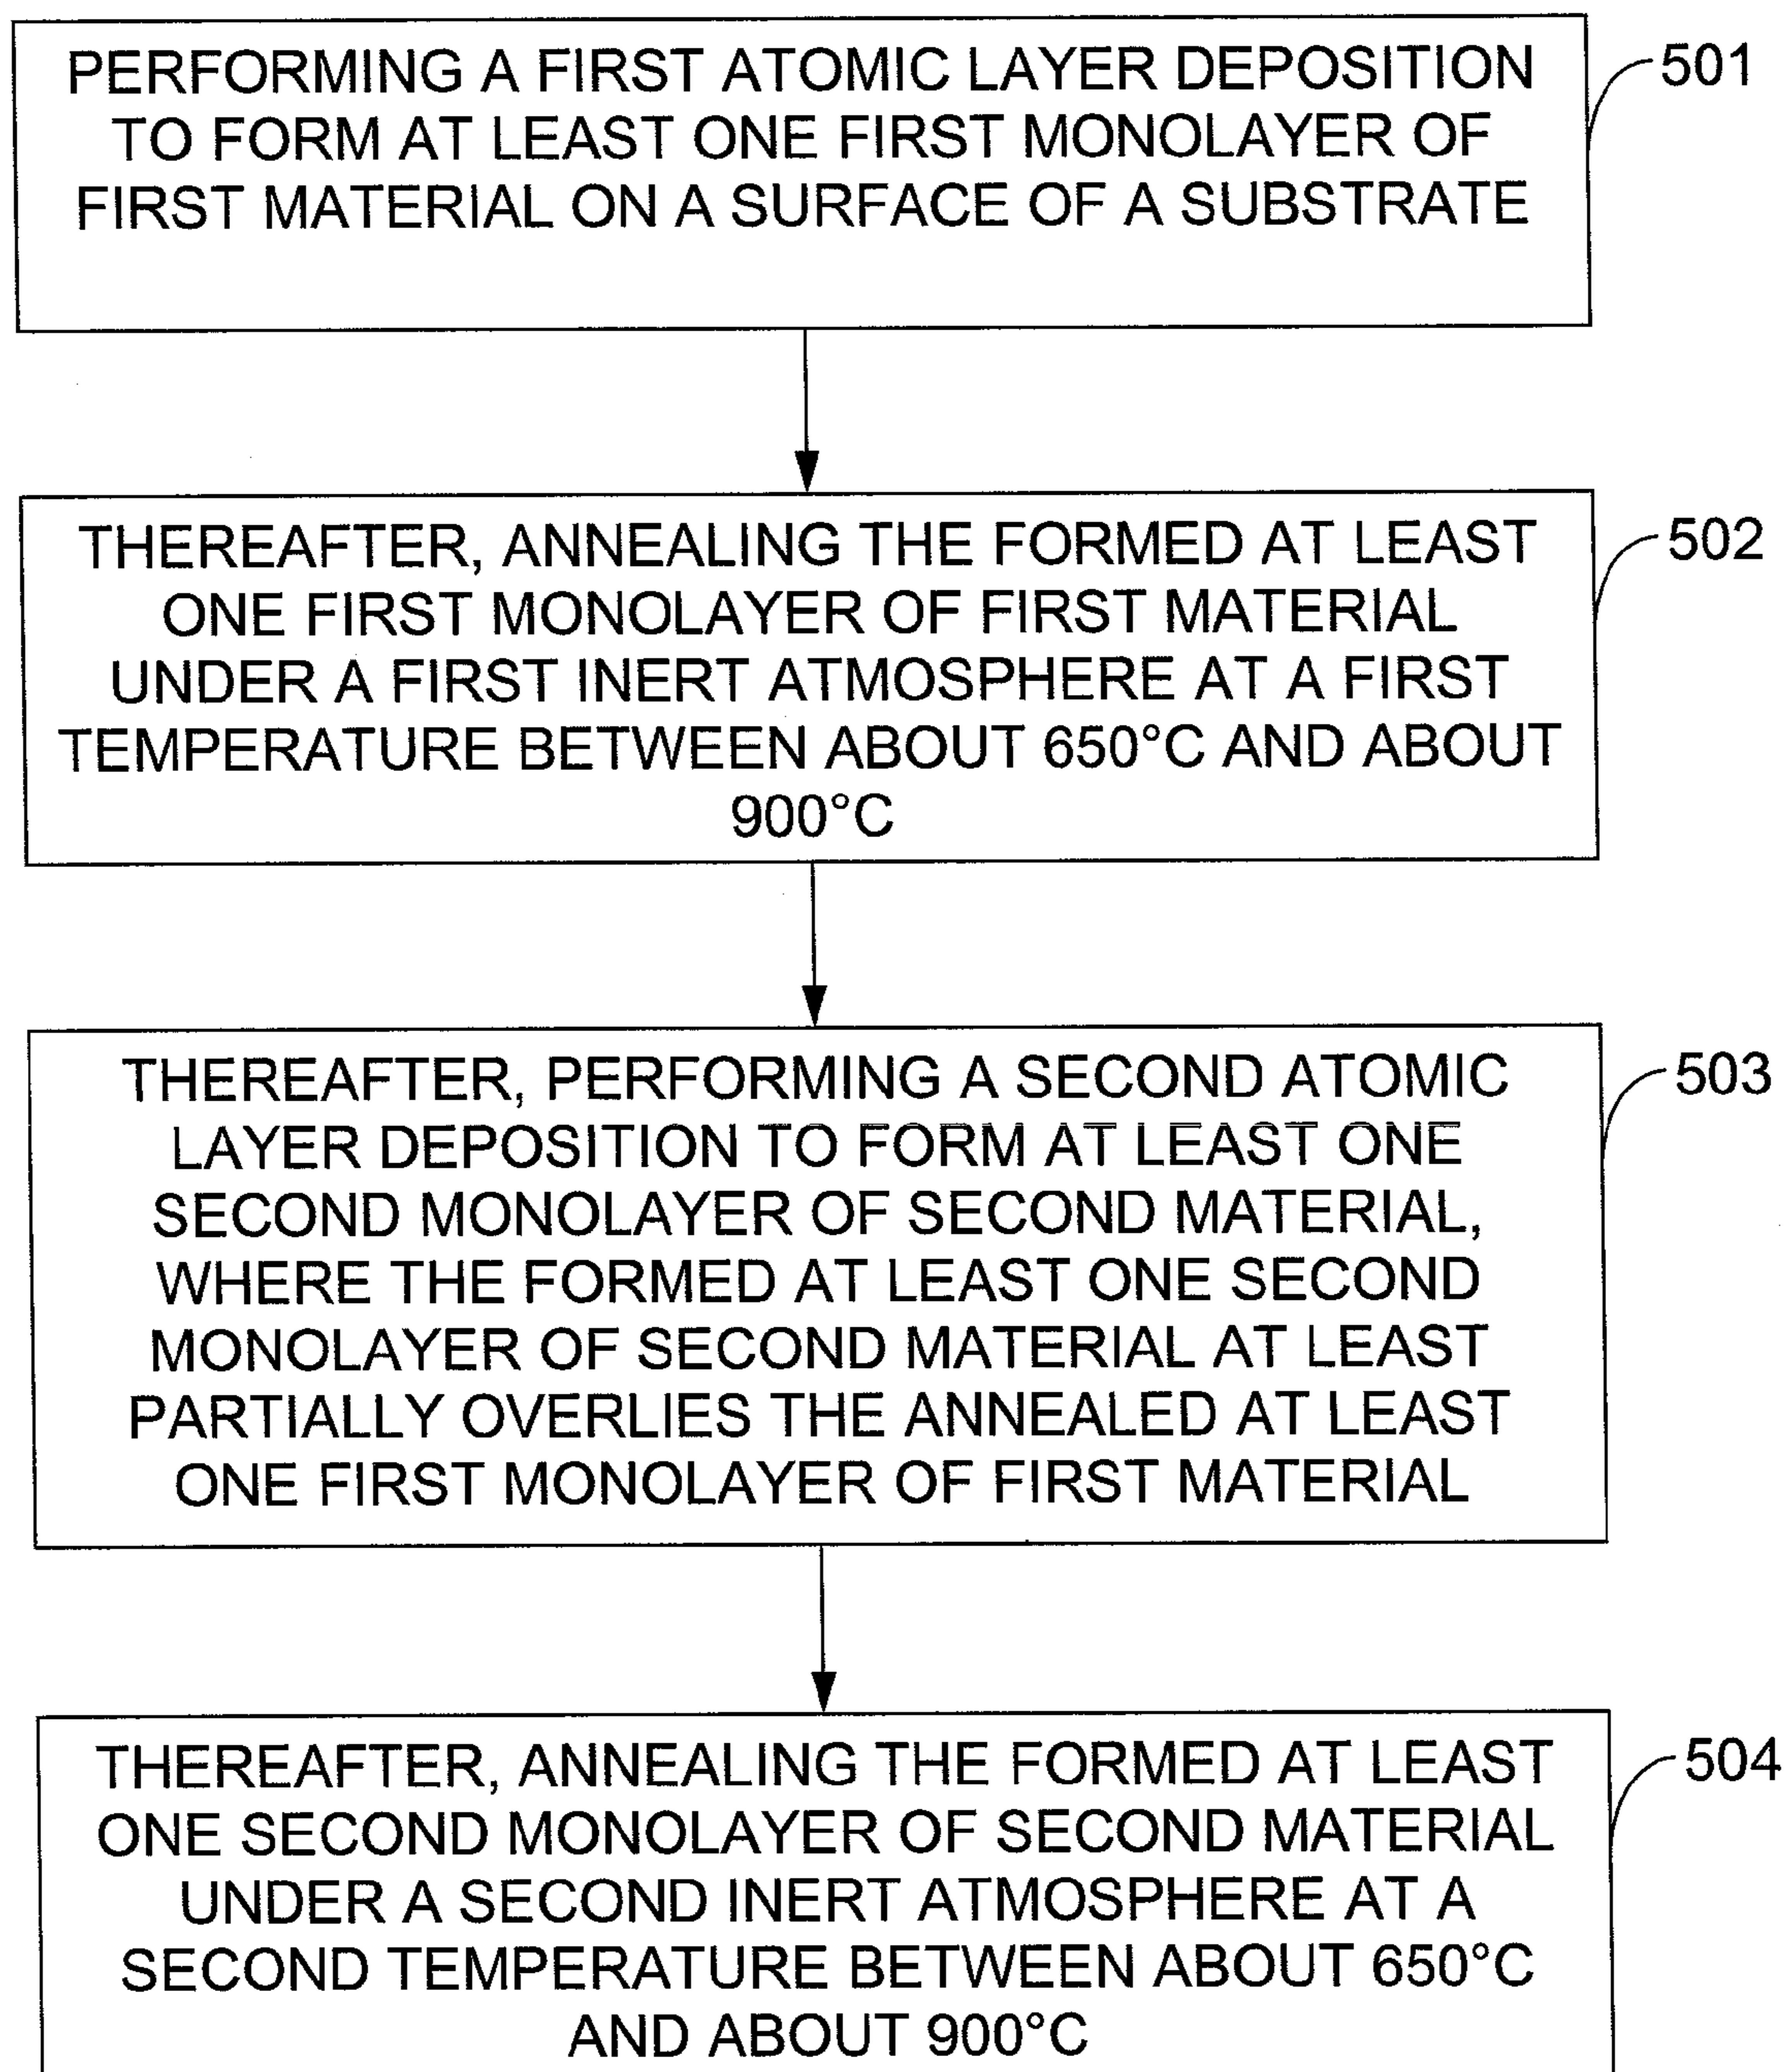 PERFORMING A FIRST ATOMIC LAYER DEPOSITION
TO FORM AT LEAST ONE FIRST MONOLAYER OF
FIRST MATERIAL ON A SURFACE OF A SUBSTRATE
501
THEREAFTER, ANNEALING THE FORMED AT LEAST
ONE FIRST MONOLAYER OF FIRST MATERIAL
UNDER A FIRST INERT ATMOSPHERE AT A FIRST
TEMPERATURE BETWEEN ABOUT 650°C AND ABOUT
900°C
502
THEREAFTER, PERFORMING A SECOND ATOMIC
LAYER DEPOSITION TO FORM AT LEAST ONE
SECOND MONOLAYER OF SECOND MATERIAL,
WHERE THE FORMED AT LEAST ONE SECOND
MONOLAYER OF SECOND MATERIAL AT LEAST
PARTIALLY OVERLIES THE ANNEALED AT LEAST
ONE FIRST MONOLAYER OF FIRST MATERIAL
503
THEREAFTER, ANNEALING THE FORMED AT LEAST
ONE SECOND MONOLAYER OF SECOND MATERIAL
UNDER A SECOND INERT ATMOSPHERE AT A
SECOND TEMPERATURE BETWEEN ABOUT 650°C
AND ABOUT 900°C
504